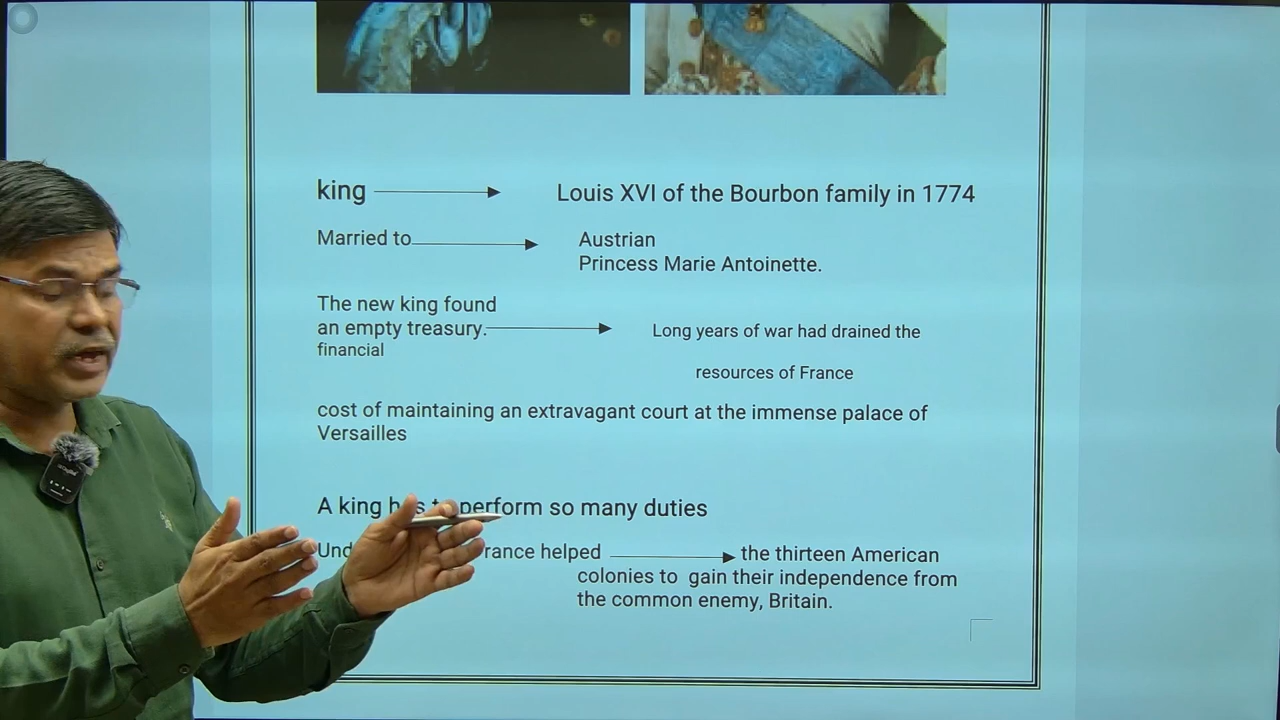 king Louis XVI of the Bourbon family in 1774
Married to Austrian
Princess Marie Antoinette.
The new king found
an empty treasury. Long years of war had drained the
financial
resources of France
cost of maintaining an extravagant court at the immense palace of
Versailles
A king perform so many duties
helped the thirteen American
colonies to gain their independence from
the common enemy, Britain.